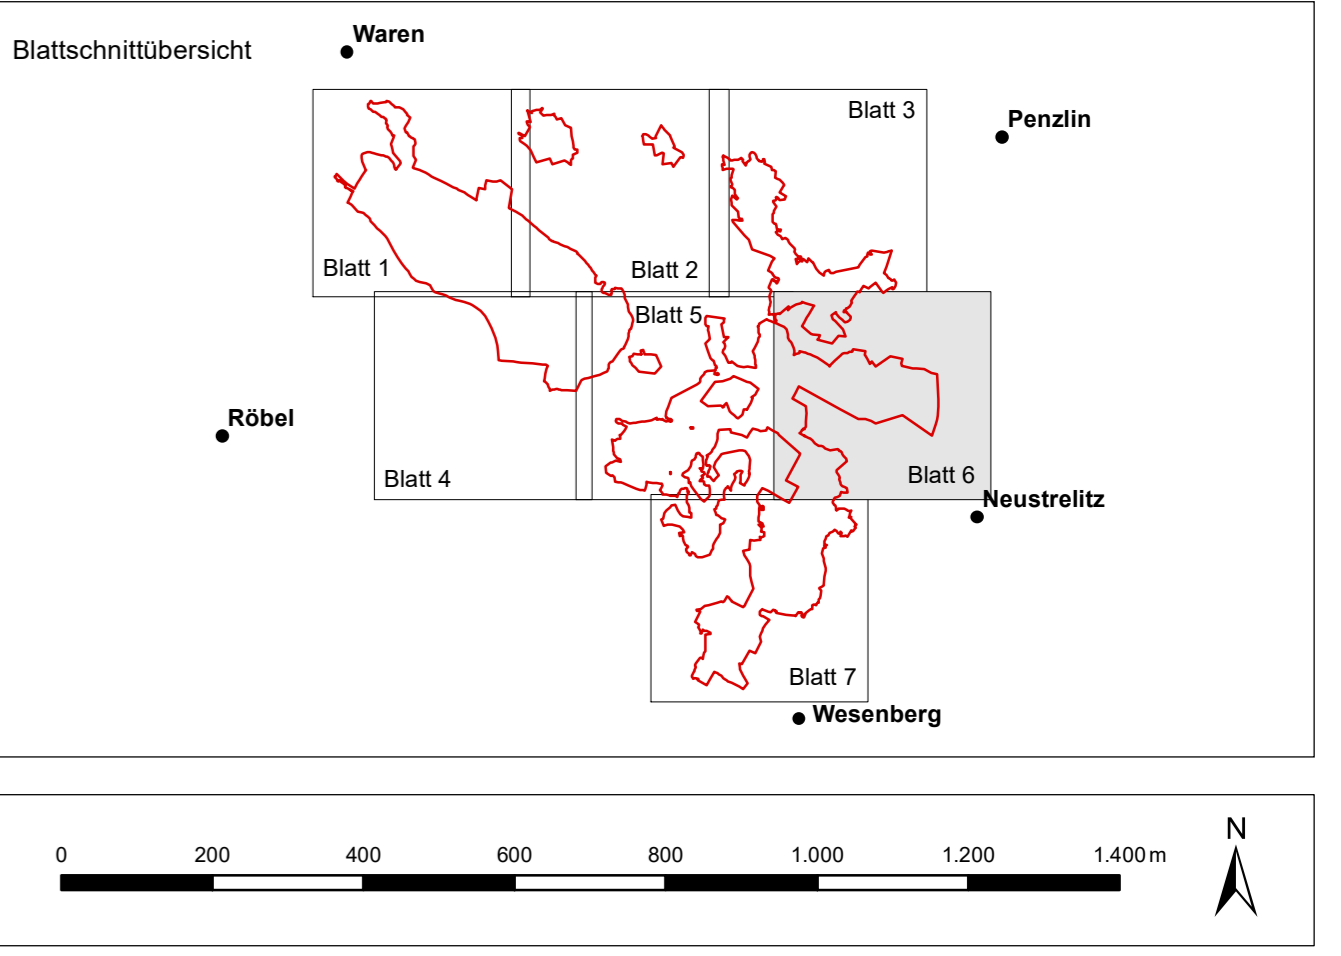 Blattschnittübersicht
Waren
Penzlin
Blatt 3
Blatt 1
Blatt 2
Blatt 5
Röbel
Blatt 4
Blatt 6
Neustrelitz
Blatt 7
Wesenberg
0 200 400 600 800 1.000 1.200 1.400 m
N